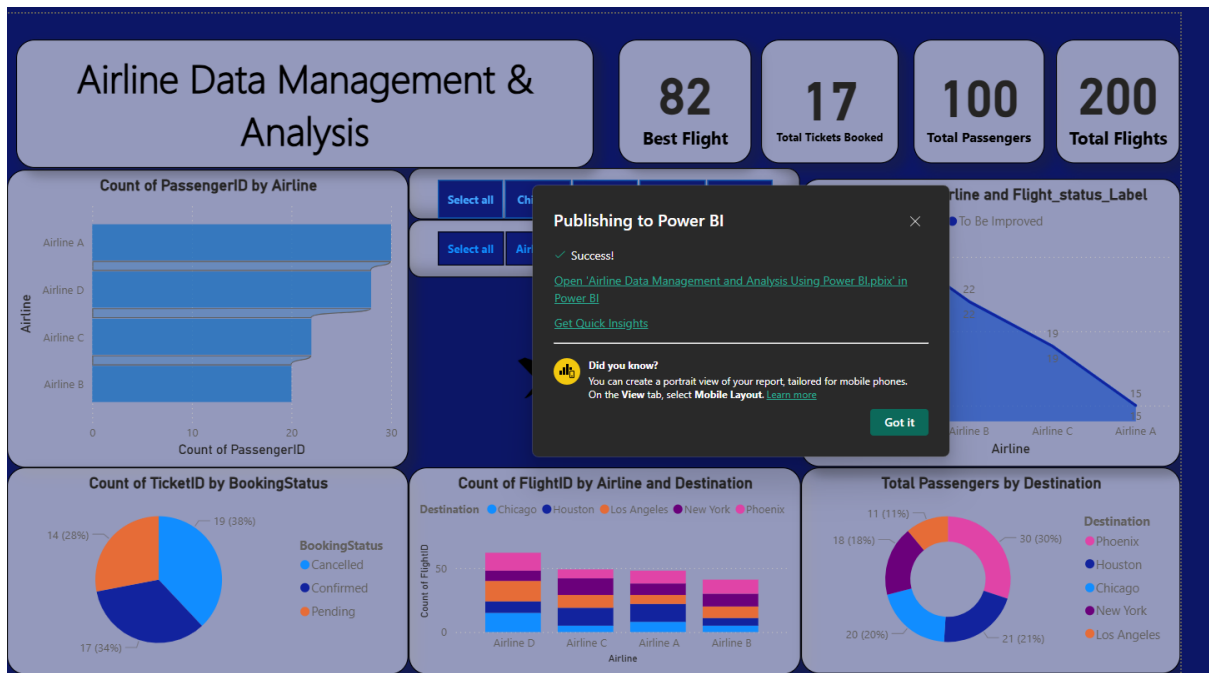 Airline Data Management &
Analysis
82
Best Flight
17
Total Tickets Booked
100
Total Passengers
200
Total Flights
Count of PassengerID by Airline
Airline
Airline A
Airline D
Airline C
Airline B
0 10 20 30
Count of PassengerID
Select all
Select all
Publishing to Power BI
Success!
Open 'Airline Data Management and Analysis Using Power BI.pbix' in
Power BI
Get Quick Insights
Did you know?
You can create a portrait view of your report, tailored for mobile phones.
On the View tab, select Mobile Layout. Learn more
Got it
and Flight_status_Label
To Be Improved
22
19
15
Airline B Airline C Airline A
Airline
Count of TicketID by BookingStatus
19 (38%)
14 (28%)
17 (34%)
BookingStatus
Cancelled
Confirmed
Pending
Count of FlightID by Airline and Destination
Destination Chicago Houston Los Angeles New York Phoenix
Count of FlightID
50
0
Airline D Airline C Airline A Airline B
Airline
Total Passengers by Destination
11 (11%)
18 (18%)
30 (30%)
20 (20%)
21 (21%)
Destination
Phoenix
Houston
Chicago
New York
Los Angeles